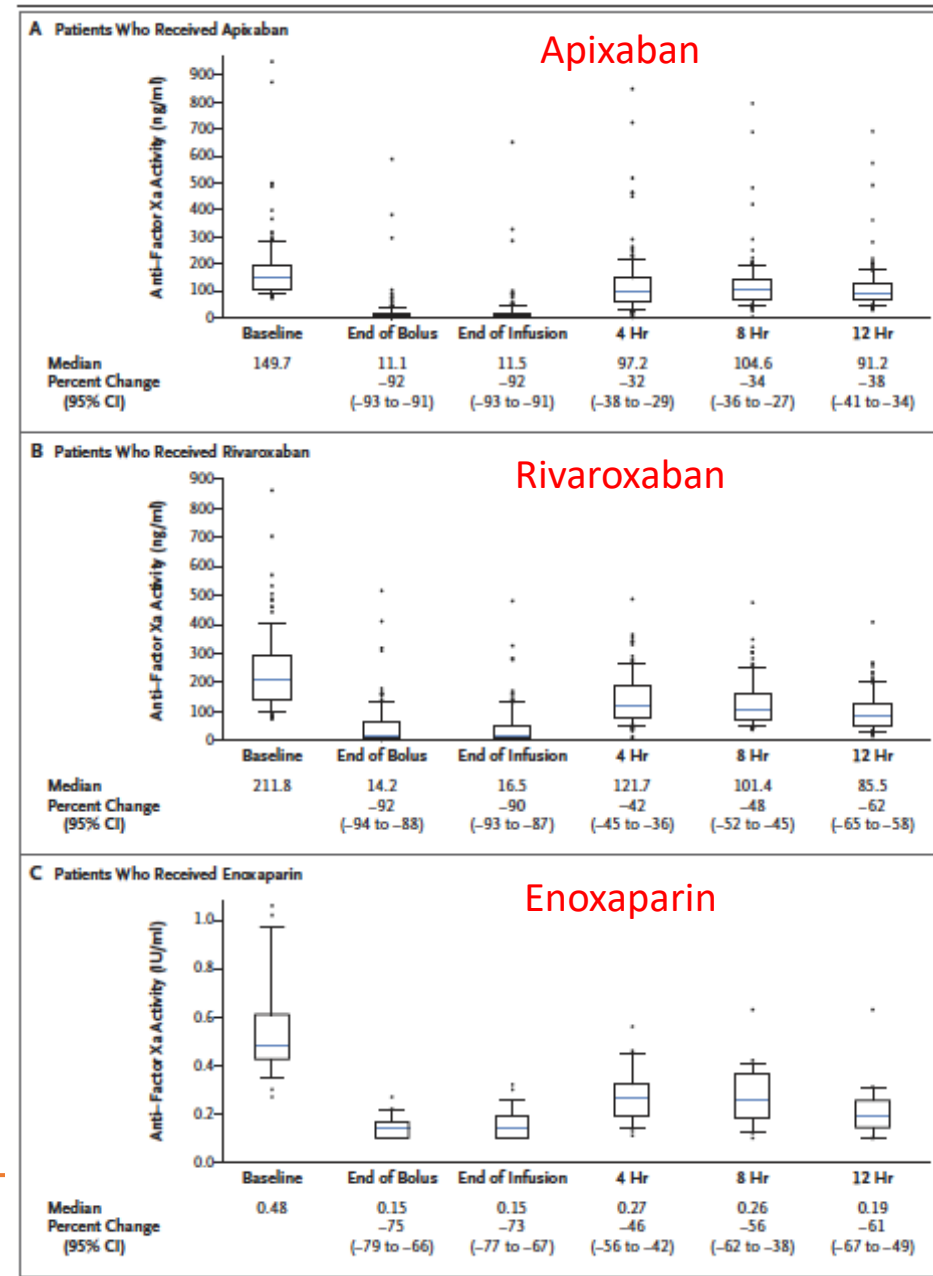 A Patients Who Received Apixaban
Apixaban
Anti–Factor Xa Activity (ng/ml)
900
800
700
600
500
400
300
200
100
0
Baseline End of Bolus End of Infusion 4 Hr 8 Hr 12 Hr
Median 149.7 11.1 11.5 97.2 104.6 91.2
Percent Change –92 –92 –32 –34 –38
(95% CI) (–93 to –91) (–93 to –91) (–38 to –29) (–36 to –27) (–41 to –34)
B Patients Who Received Rivaroxaban
Rivaroxaban
Anti–Factor Xa Activity (ng/ml)
900
800
700
600
500
400
300
200
100
0
Baseline End of Bolus End of Infusion 4 Hr 8 Hr 12 Hr
Median 211.8 14.2 16.5 121.7 101.4 85.5
Percent Change –92 –90 –42 –48 –62
(95% CI) (–94 to –88) (–93 to –87) (–45 to –36) (–52 to –45) (–65 to –58)
C Patients Who Received Enoxaparin
Enoxaparin
Anti–Factor Xa Activity (IU/ml)
1.0
0.8
0.6
0.4
0.2
0.0
Baseline End of Bolus End of Infusion 4 Hr 8 Hr 12 Hr
Median 0.48 0.15 0.15 0.27 0.26 0.19
Percent Change –75 –73 –46 –56 –61
(95% CI) (–79 to –66) (–77 to –67) (–56 to –42) (–62 to –38) (–67 to –49)